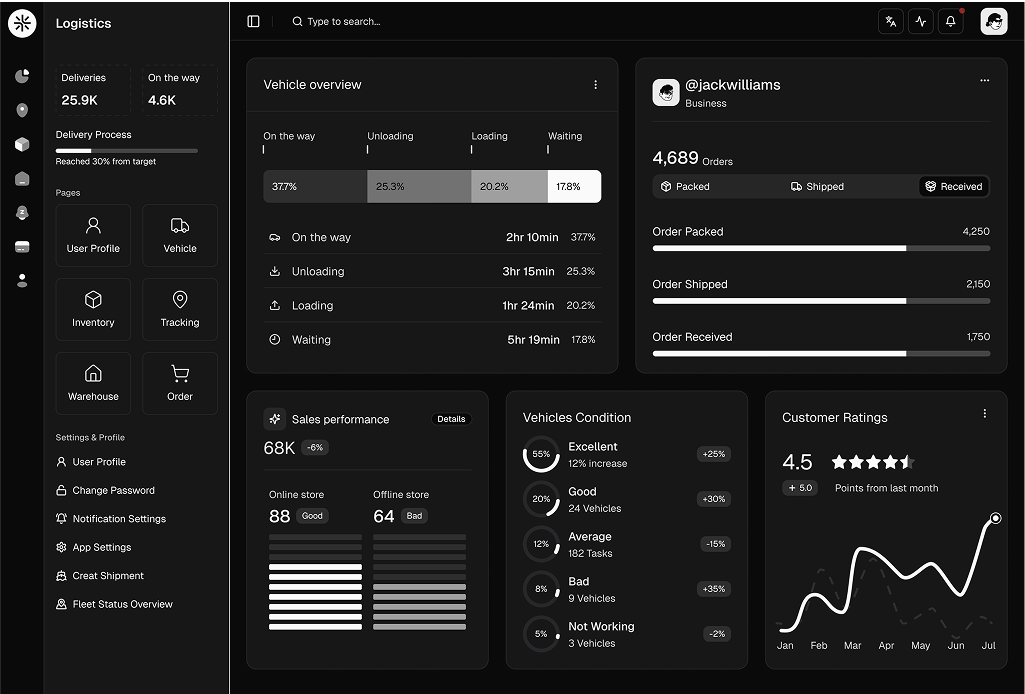 Logistics
Type to search...
Deliveries
25.9K
On the way
4.6K
Delivery Process
Reached 30% from target
Pages
User Profile
Vehicle
Inventory
Tracking
Warehouse
Order
Settings & Profile
User Profile
Change Password
Notification Settings
App Settings
Creat Shipment
Fleet Status Overview
Vehicle overview
On the way
Unloading
Loading
Waiting
37.7%
25.3%
20.2%
17.8%
On the way 2hr 10min 37.7%
Unloading 3hr 15min 25.3%
Loading 1hr 24min 20.2%
Waiting 5hr 19min 17.8%
@jackwilliams
Business
4,689 Orders
Packed
Shipped
Received
Order Packed 4,250
Order Shipped 2,150
Order Received 1,750
Sales performance
Details
68K -6%
Online store
88 Good
Offline store
64 Bad
Vehicles Condition
55% Excellent +25%
12% increase
20% Good +30%
24 Vehicles
12% Average -15%
182 Tasks
8% Bad +35%
9 Vehicles
5% Not Working -2%
3 Vehicles
Customer Ratings
4.5
+ 5.0 Points from last month
Jan Feb Mar Apr May Jun Jul